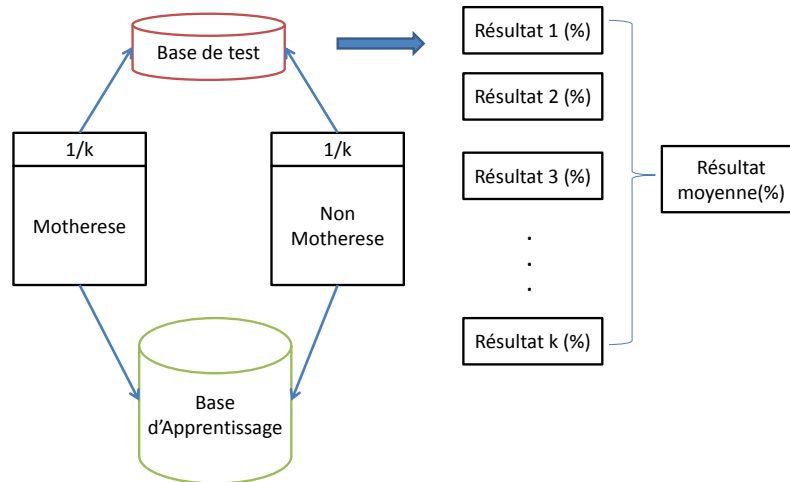 Base de test
1/k
Motherese
1/k
Non
Motherese
Base
d'Apprentissage
Résultat 1 (%)
Résultat 2 (%)
Résultat 3 (%)
.
.
.
Résultat k (%)
Résultat
moyenne(%)